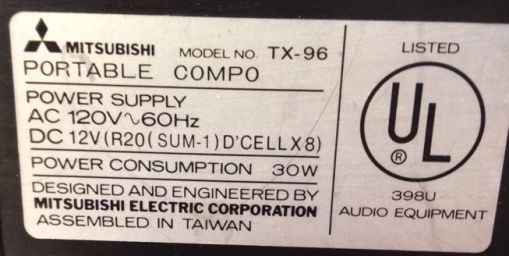 MITSUBISHI MODEL NO. TX-96
PORTABLE COMPO
POWER SUPPLY
AC 120V∿60Hz
DC 12V(R20(SUM-1)D'CELLX8)
POWER CONSUMPTION 30W
DESIGNED AND ENGINEERED BY
MITSUBISHI ELECTRIC CORPORATION
ASSEMBLED IN TAIWAN
LISTED
UL
®
398U
AUDIO EQUIPMENT